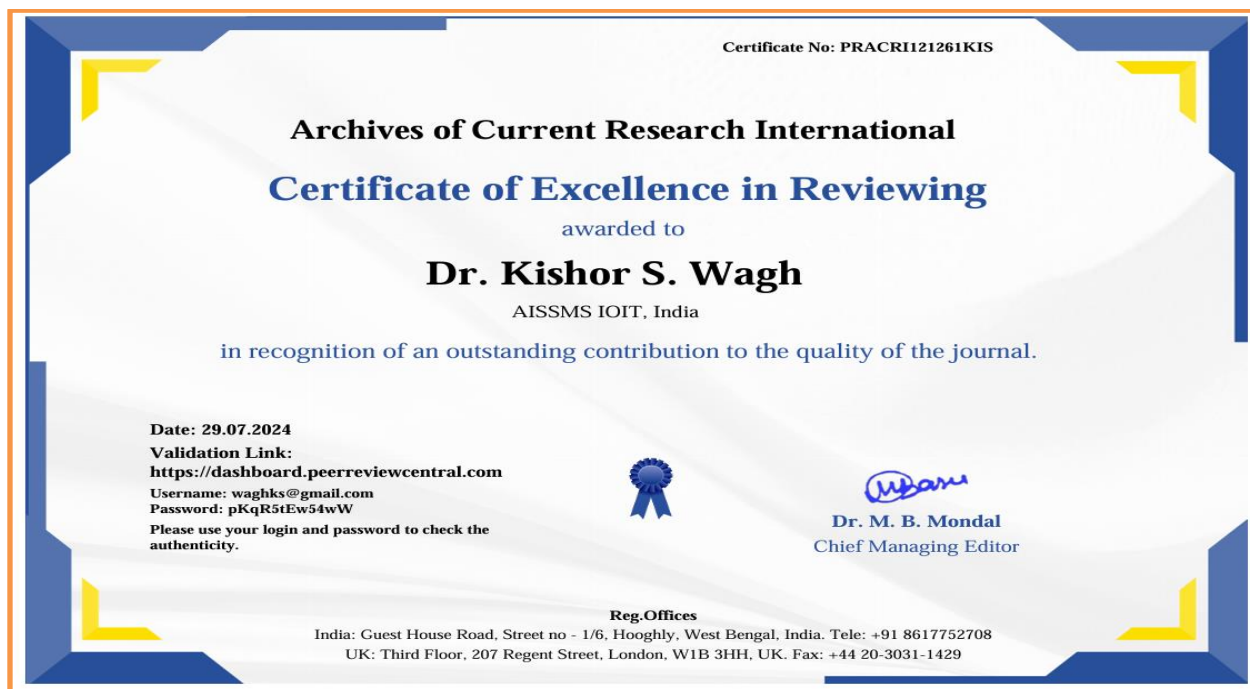 Certificate No: PRACRI121261KIS
Archives of Current Research International
Certificate of Excellence in Reviewing
awarded to
Dr. Kishor S. Wagh
AISSMS IOIT, India
in recognition of an outstanding contribution to the quality of the journal.
Date: 29.07.2024
Validation Link:
https://dashboard.peerreviewcentral.com
Username: waghks@gmail.com
Password: pKqR5tEw54wW
Please use your login and password to check the
authenticity.
Dr. M. B. Mondal
Chief Managing Editor
Reg.Offices
India: Guest House Road, Street no - 1/6, Hooghly, West Bengal, India. Tele: +91 8617752708
UK: Third Floor, 207 Regent Street, London, W1B 3HH, UK. Fax: +44 20-3031-1429